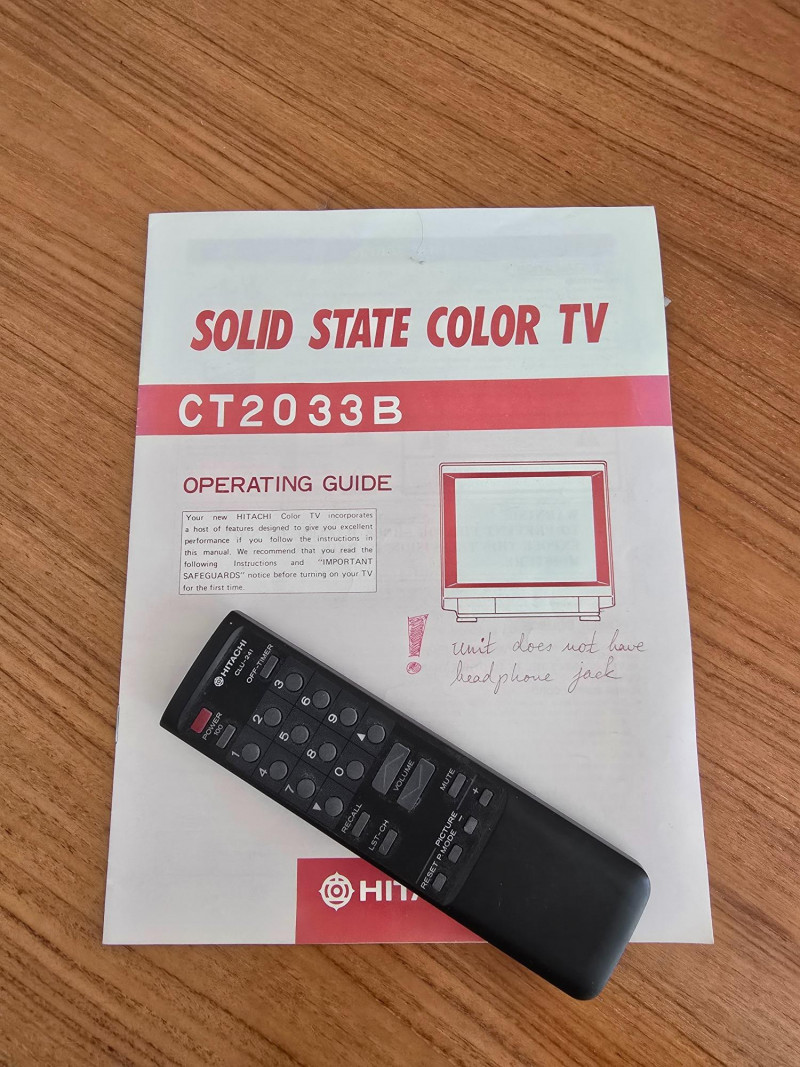 SOLID STATE COLOR TV
CT2033B
OPERATING GUIDE
Your new HITACHI Color TV incorporates
a host of features designed to give you excellent
performance if you follow the instructions in
this manual. We recommend that you read the
following Instructions and "IMPORTANT
SAFEGUARDS" notice before turning on your TV
for the first time.
! unit does not have
headphone jack
HITACHI
CLU-241
OFF-TIMER
POWER
100
1 2 3
4 5 6
7 8 9
▼ 0 ▲
VOLUME
MUTE
RECALL
LST-CH
PICTURE
- +
RESET P.MODE
HIT